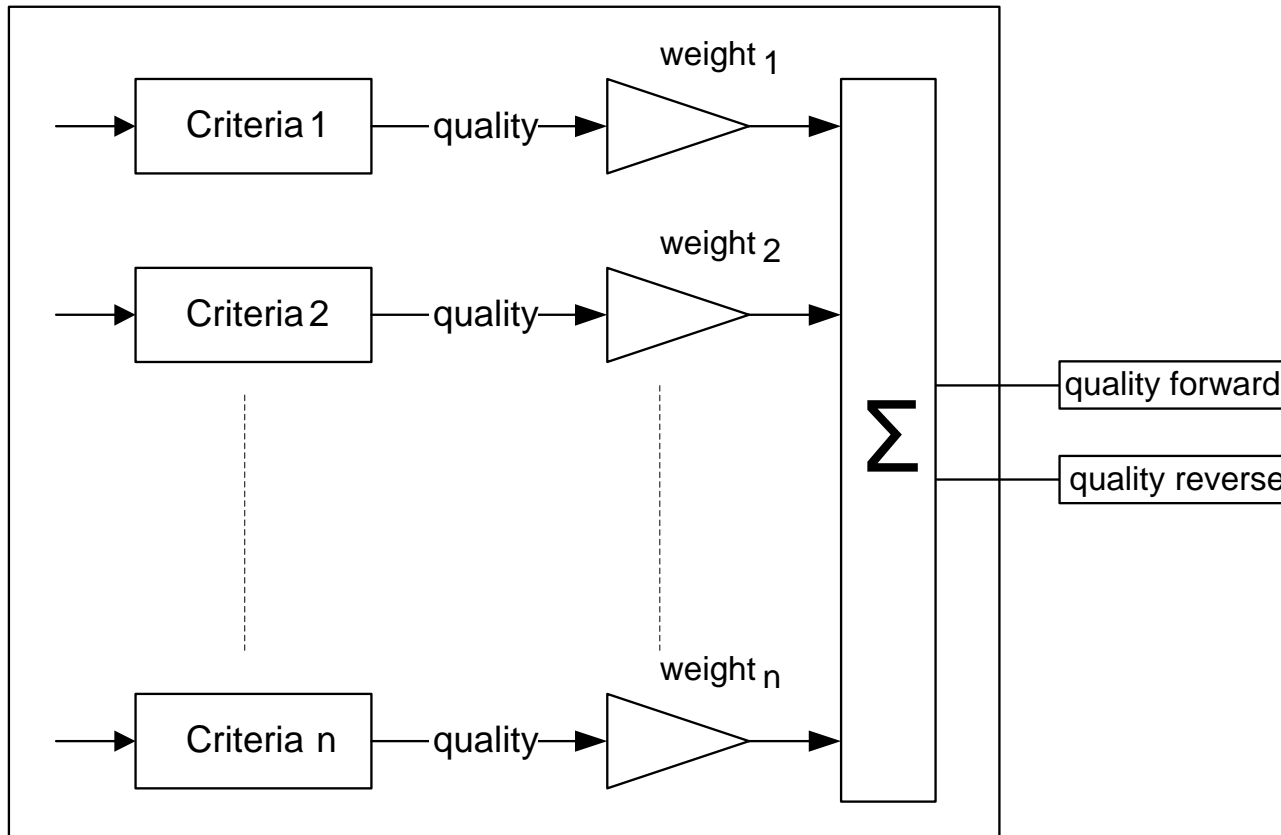 weight 1
Criteria 1 quality
weight 2
Criteria 2 quality
Σ
quality forward
quality reverse
weight n
Criteria n quality